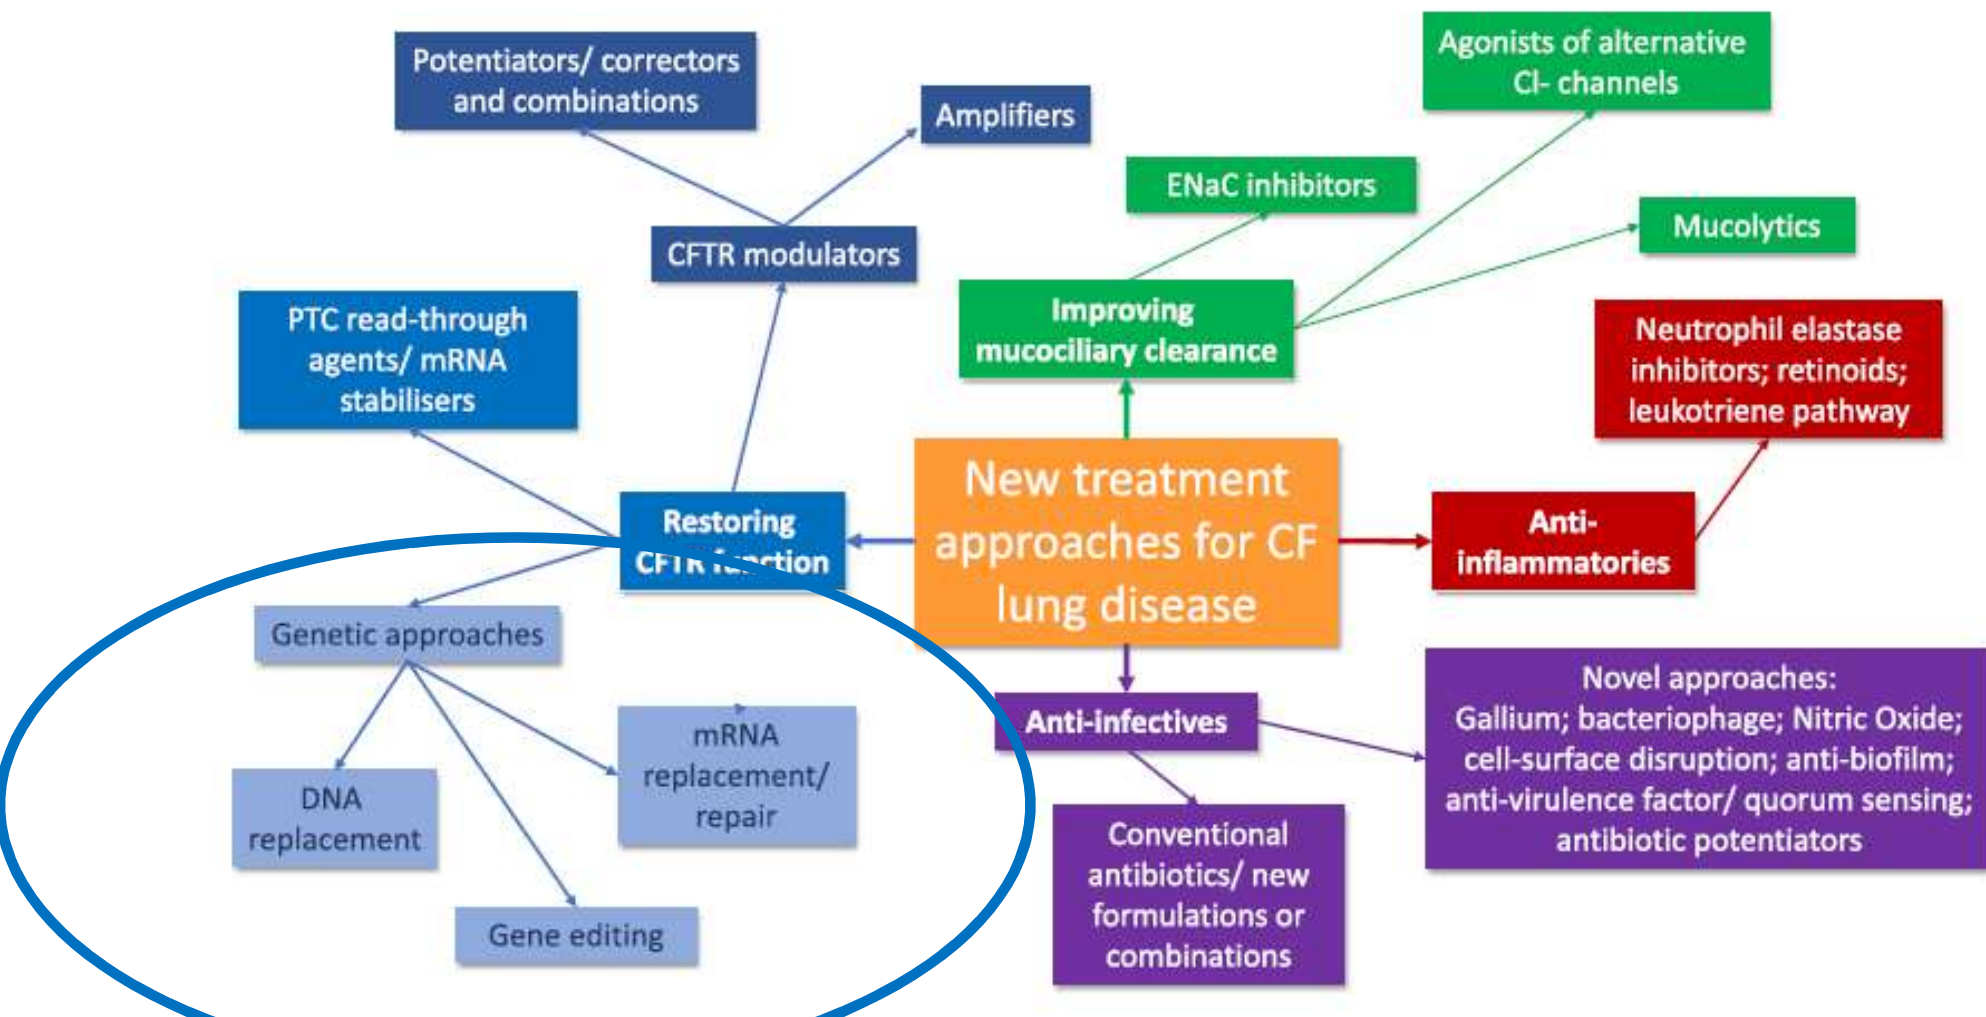 Potentiators/ correctors
and combinations
Amplifiers
CFTR modulators
PTC read-through
agents/ mRNA
stabilisers
Restoring
CFTR function
Genetic approaches
DNA
replacement
mRNA
replacement/
repair
Gene editing
New treatment
approaches for CF
lung disease
Improving
mucociliary clearance
ENaC inhibitors
Agonists of alternative
Cl- channels
Mucolytics
Anti-
inflammatories
Neutrophil elastase
inhibitors; retinoids;
leukotriene pathway
Anti-infectives
Conventional
antibiotics/ new
formulations or
combinations
Novel approaches:
Gallium; bacteriophage; Nitric Oxide;
cell-surface disruption; anti-biofilm;
anti-virulence factor/ quorum sensing;
antibiotic potentiators